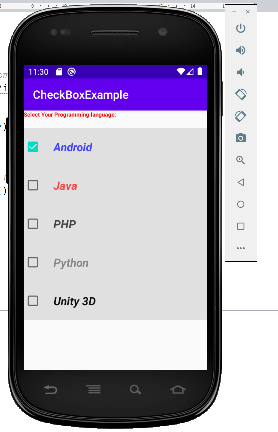 11:30
CheckBoxExample
Select Your Programming language:
Android
Java
PHP
Python
Unity 3D